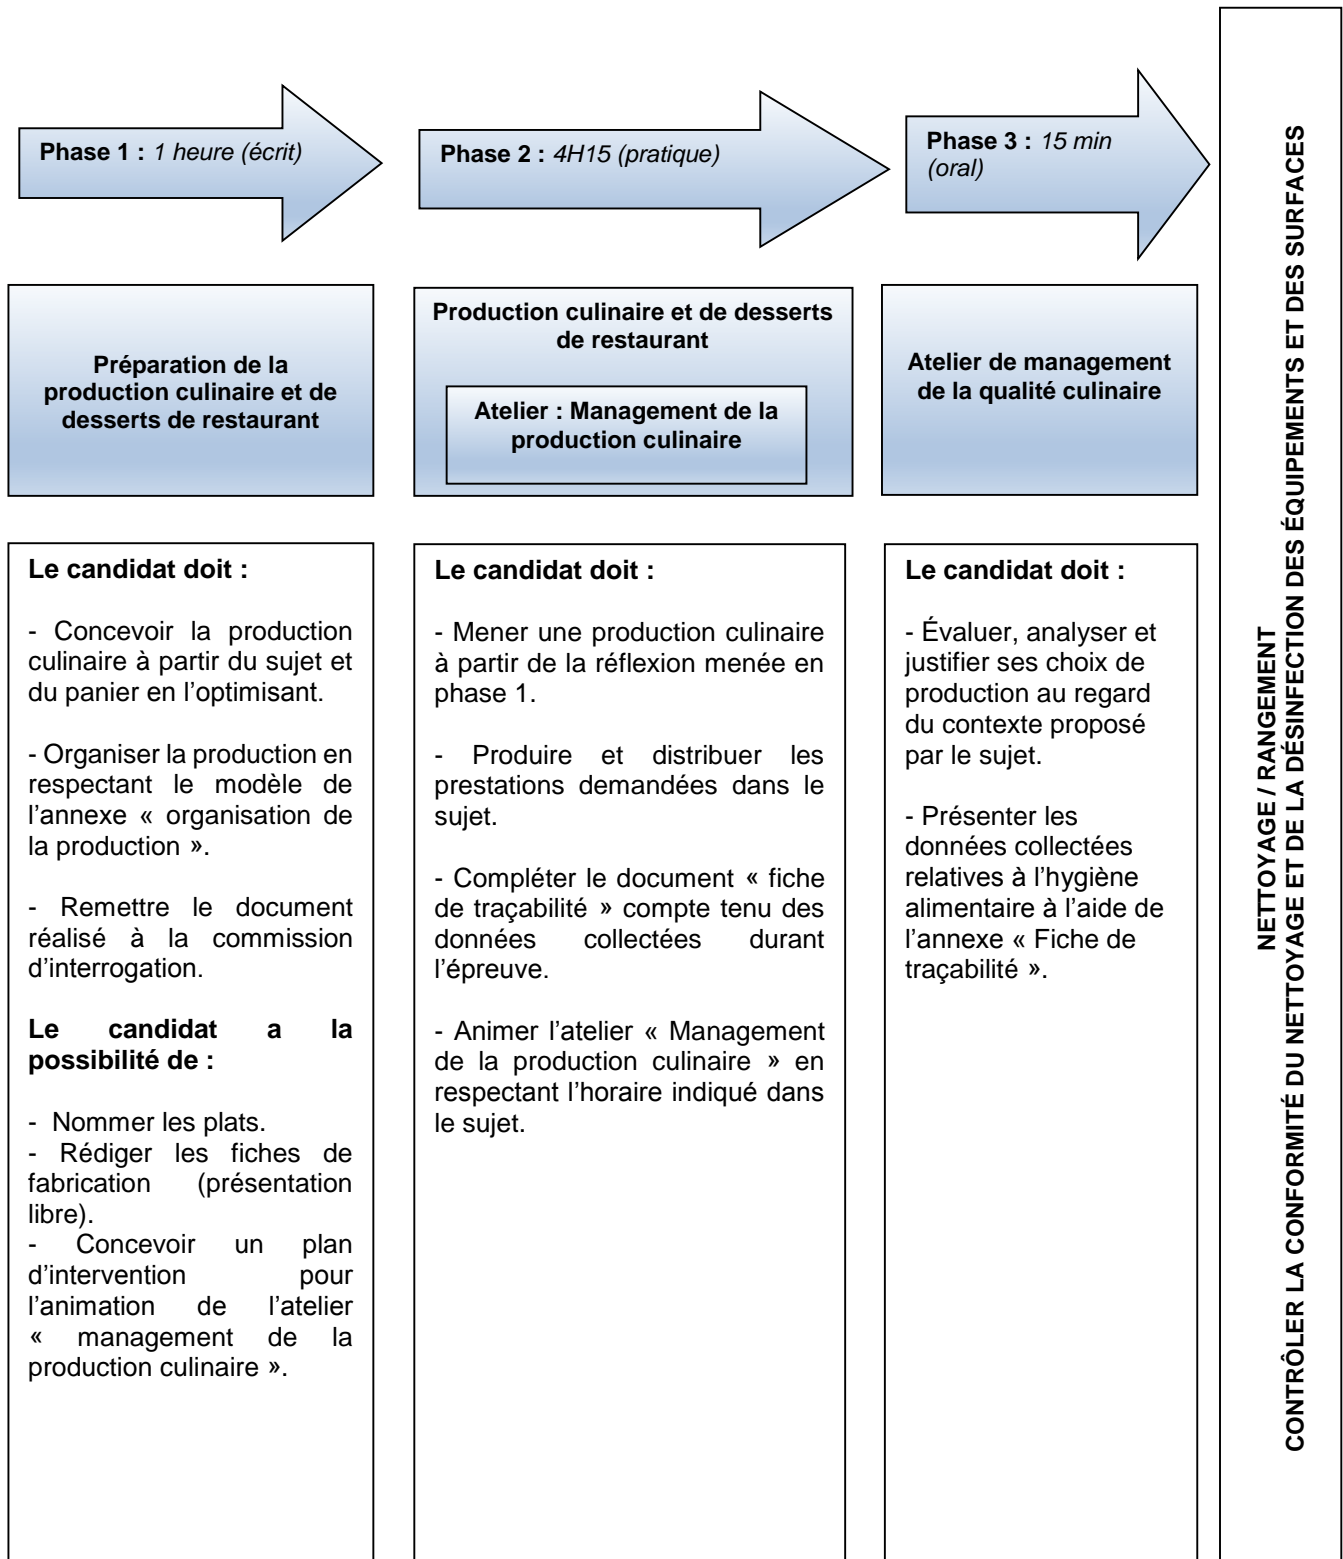 Phase 1 : 1 heure (écrit)
Phase 2 : 4H15 (pratique)
Phase 3 : 15 min
(oral)
Préparation de la
production culinaire et de
desserts de restaurant
Production culinaire et de desserts
de restaurant
Atelier : Management de la
production culinaire
Atelier de management
de la qualité culinaire
Le candidat doit :
- Concevoir la production
culinaire à partir du sujet et
du panier en l’optimisant.
- Organiser la production en
respectant le modèle de
l’annexe « organisation de
la production ».
- Remettre le document
réalisé à la commission
d’interrogation.
Le candidat a la
possibilité de :
- Nommer les plats.
- Rédiger les fiches de
fabrication (présentation
libre).
- Concevoir un plan
d’intervention pour
l’animation de l’atelier
« management de la
production culinaire ».
Le candidat doit :
- Mener une production culinaire
à partir de la réflexion menée en
phase 1.
- Produire et distribuer les
prestations demandées dans le
sujet.
- Compléter le document « fiche
de traçabilité » compte tenu des
données collectées durant
l’épreuve.
- Animer l’atelier « Management
de la production culinaire » en
respectant l’horaire indiqué dans
le sujet.
Le candidat doit :
- Évaluer, analyser et
justifier ses choix de
production au regard
du contexte proposé
par le sujet.
- Présenter les
données collectées
relatives à l’hygiène
alimentaire à l’aide de
l’annexe « Fiche de
traçabilité ».
NETTOYAGE / RANGEMENT
CONTRÔLER LA CONFORMITÉ DU NETTOYAGE ET DE LA DÉSINFECTION DES ÉQUIPEMENTS ET DES SURFACES